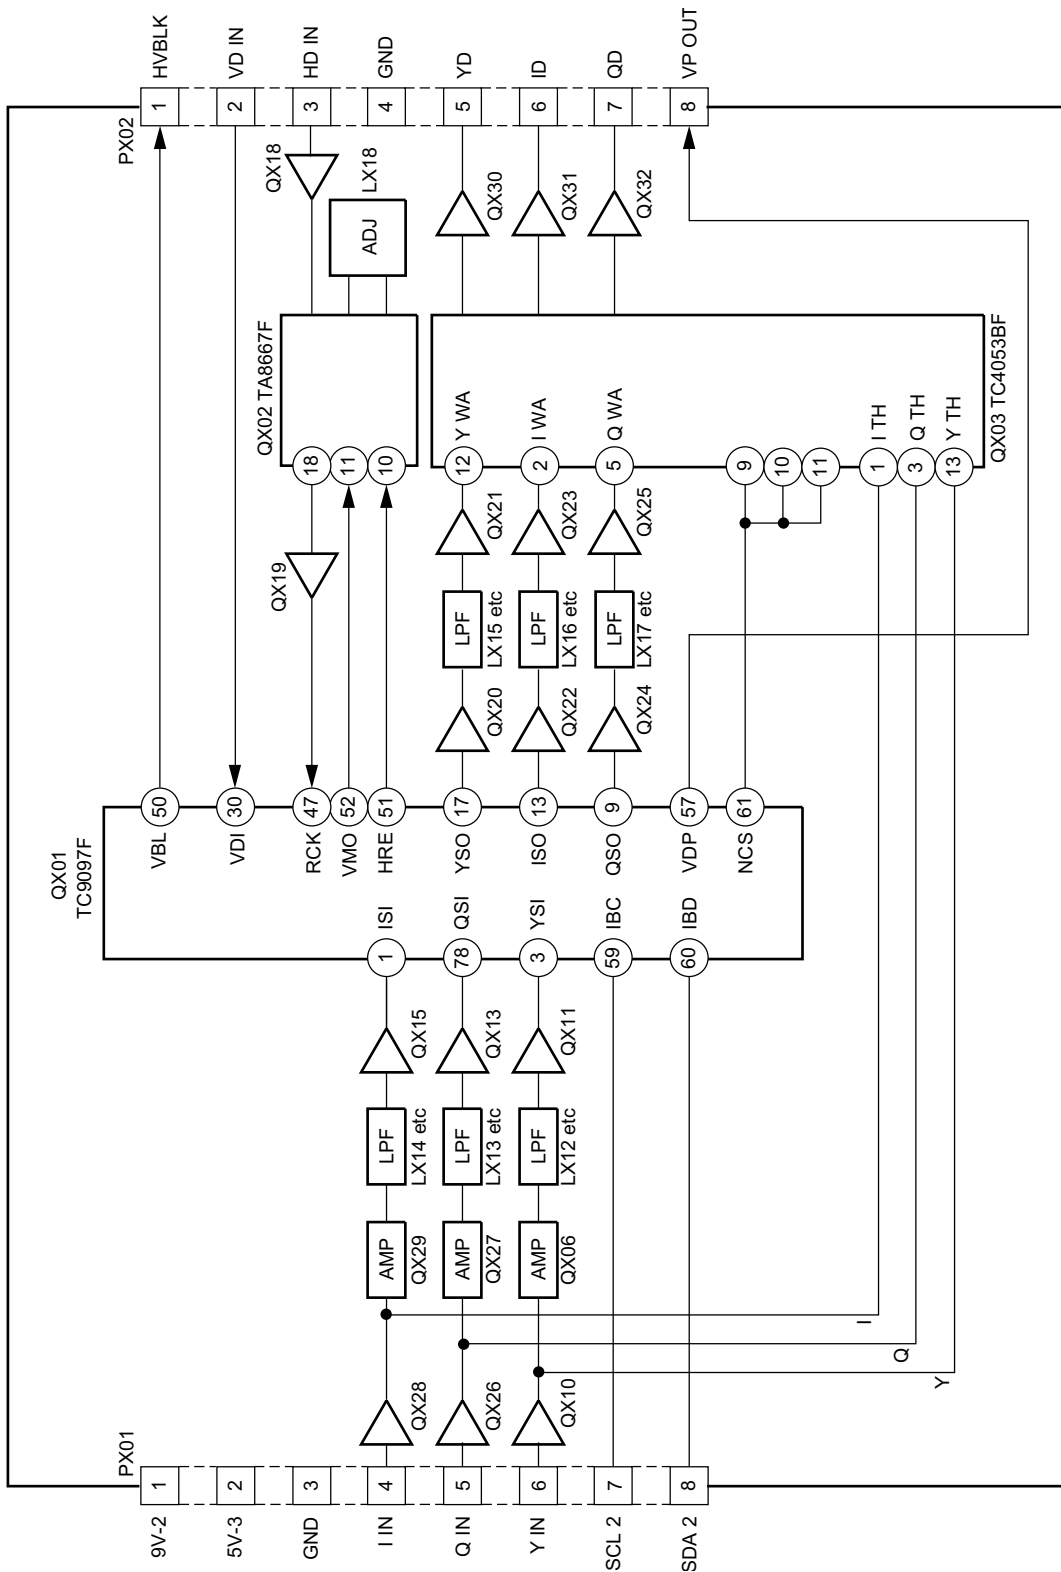 PX01
9V-2
1
5V-3
2
GND
3
I IN
4
Q IN
5
Y IN
6
SCL 2
7
SDA 2
8
QX28
QX26
QX10
I
Q
Y
AMP
QX29
AMP
QX27
AMP
QX06
LPF
LX14 etc
LPF
LX13 etc
LPF
LX12 etc
QX15
QX13
QX11
QX01
TC9097F
1
ISI
78
QSI
3
YSI
59
IBC
60
IBD
VBL
50
VDI
30
RCK
47
VMO
52
HRE
51
YSO
17
ISO
13
QSO
9
VDP
57
NCS
61
QX19
QX20
QX22
QX24
LPF
LX15 etc
LPF
LX16 etc
LPF
LX17 etc
QX21
QX23
QX25
QX02 TA8667F
18
11
10
12
Y WA
2
I WA
5
Q WA
9
10
11
1
I TH
3
Q TH
13
Y TH
QX03 TC4053BF
ADJ
LX18
QX18
QX30
QX31
QX32
PX02
1
HVBLK
2
VD IN
3
HD IN
4
GND
5
YD
6
ID
7
QD
8
VP OUT